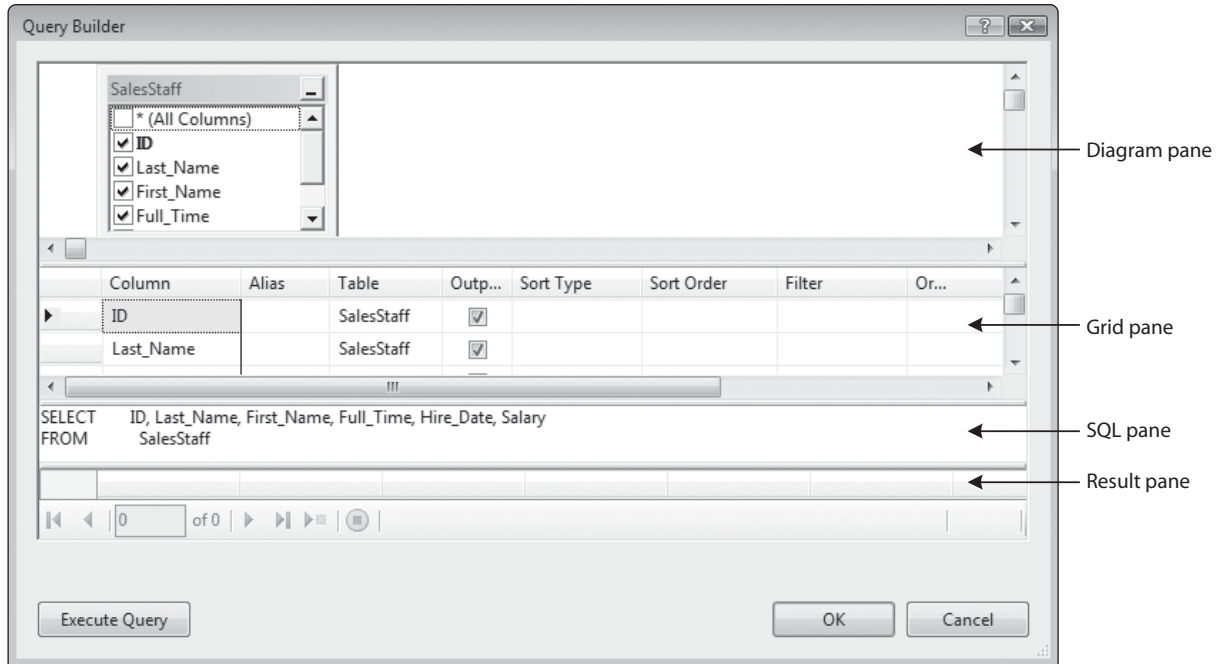 Query Builder
SalesStaff
* (All Columns)
ID
Last_Name
First_Name
Full_Time
Diagram pane
Column Alias Table Outp... Sort Type Sort Order Filter Or...
ID SalesStaff
Last_Name SalesStaff
Grid pane
SELECT ID, Last_Name, First_Name, Full_Time, Hire_Date, Salary
FROM SalesStaff
SQL pane
Result pane
0 of 0
Execute Query OK Cancel